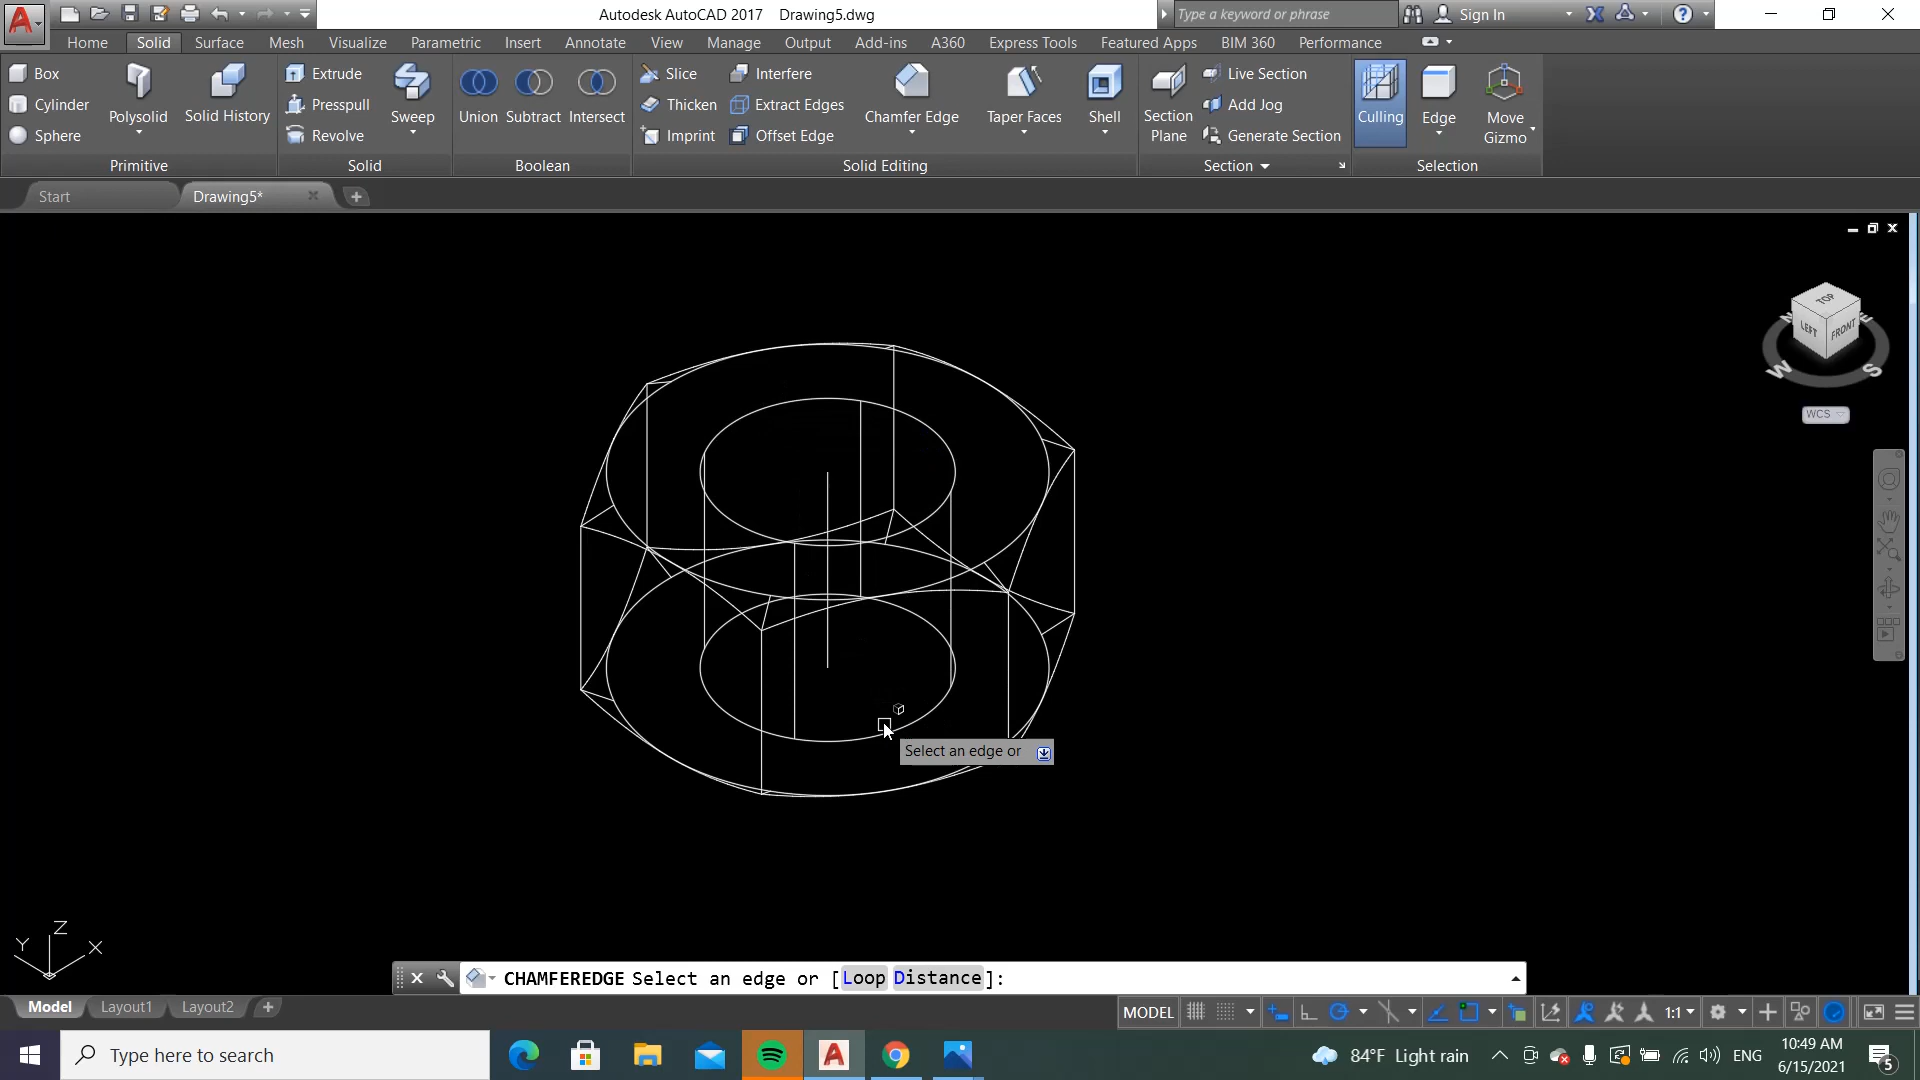 Autodesk AutoCAD 2017 Drawing5.dwg
Type a keyword or phrase
Sign In
Home Solid Surface Mesh Visualize Parametric Insert Annotate View Manage Output Add-ins A360 Express Tools Featured Apps BIM 360 Performance
Box
Cylinder
Sphere
Polysolid
Solid History
Primitive
Extrude
Presspull
Revolve
Sweep
Solid
Union
Subtract
Intersect
Boolean
Slice
Thicken
Imprint
Interfere
Extract Edges
Offset Edge
Chamfer Edge
Taper Faces
Shell
Solid Editing
Section
Plane
Live Section
Add Jog
Generate Section
Section
Culling
Edge
Move
Gizmo
Selection
Start
Drawing5*
TOP
LEFT
FRONT
N
E
W
S
WCS
Select an edge or
Z
Y
X
CHAMFEREDGE Select an edge or [Loop Distance]:
Model
Layout1
Layout2
MODEL
1:1
Type here to search
84°F Light rain
ENG
10:49 AM
6/15/2021
5